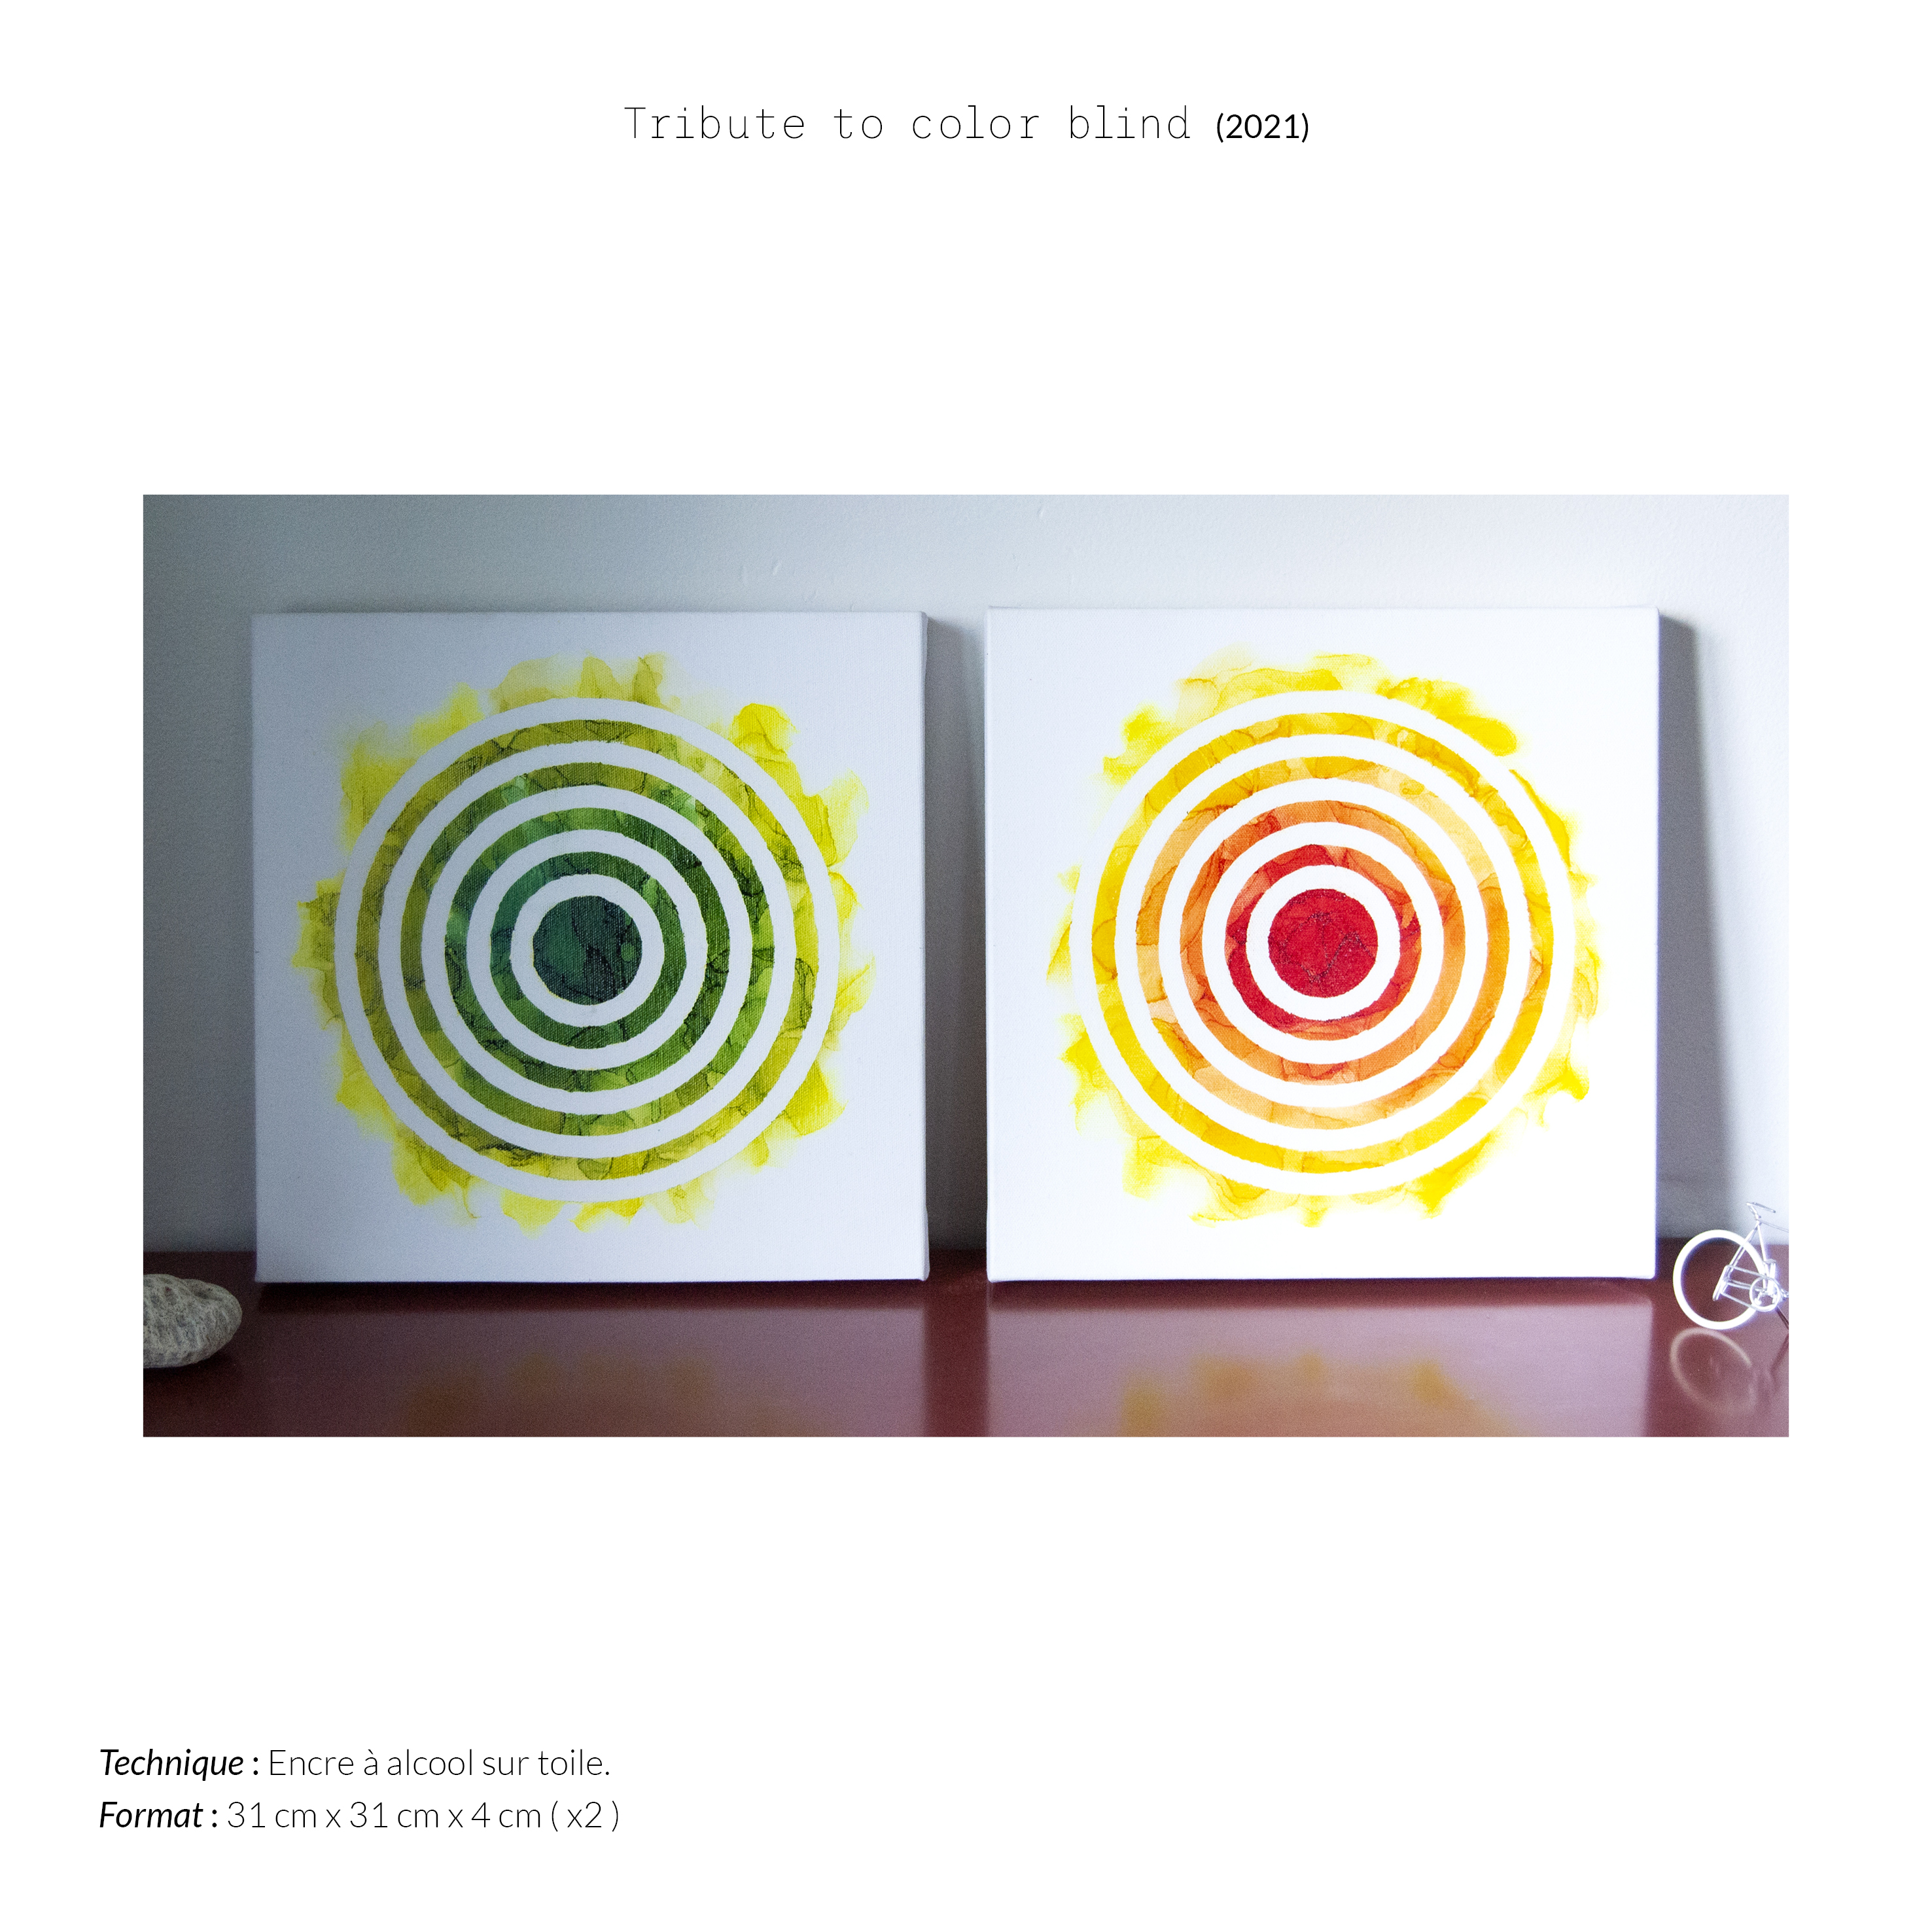 Tribute to color blind (2021)
Technique : Encre à alcool sur toile.
Format : 31 cm x 31 cm x 4 cm ( x2 )